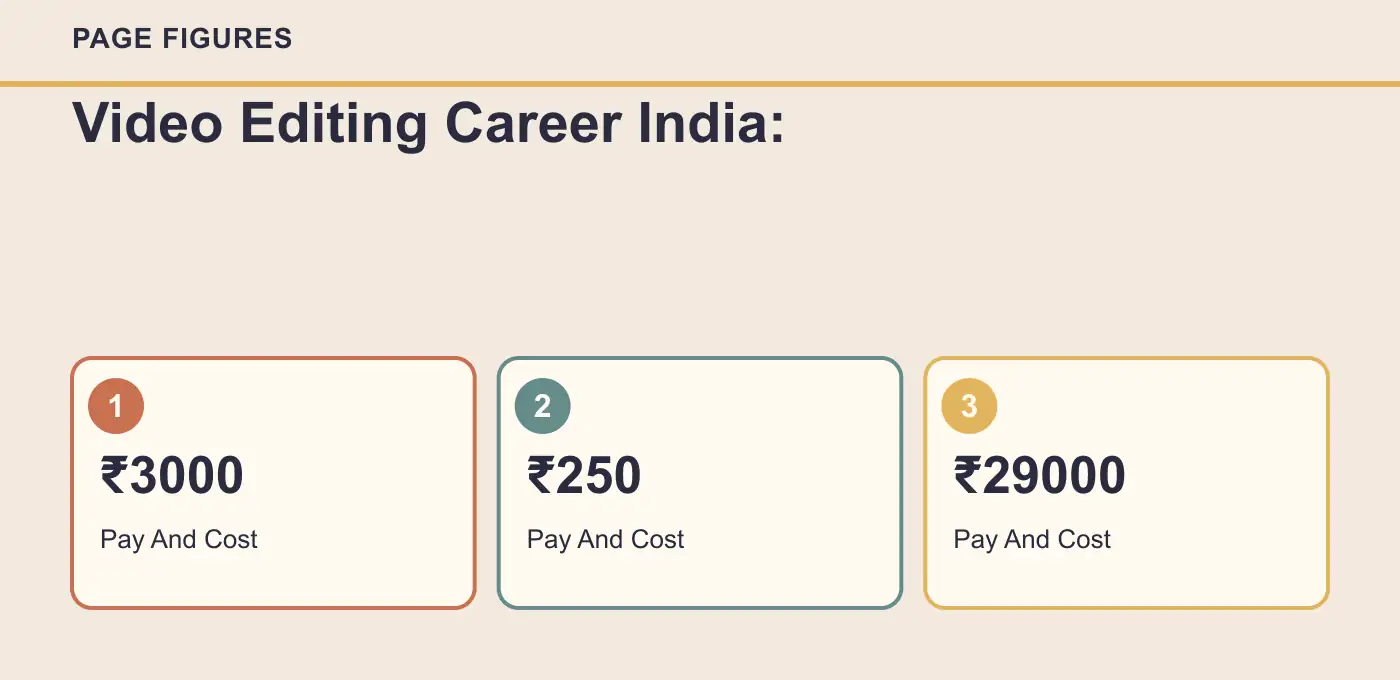 PAGE FIGURES
Video Editing Career India:
1
₹3000
Pay And Cost
2
₹250
Pay And Cost
3
₹29000
Pay And Cost